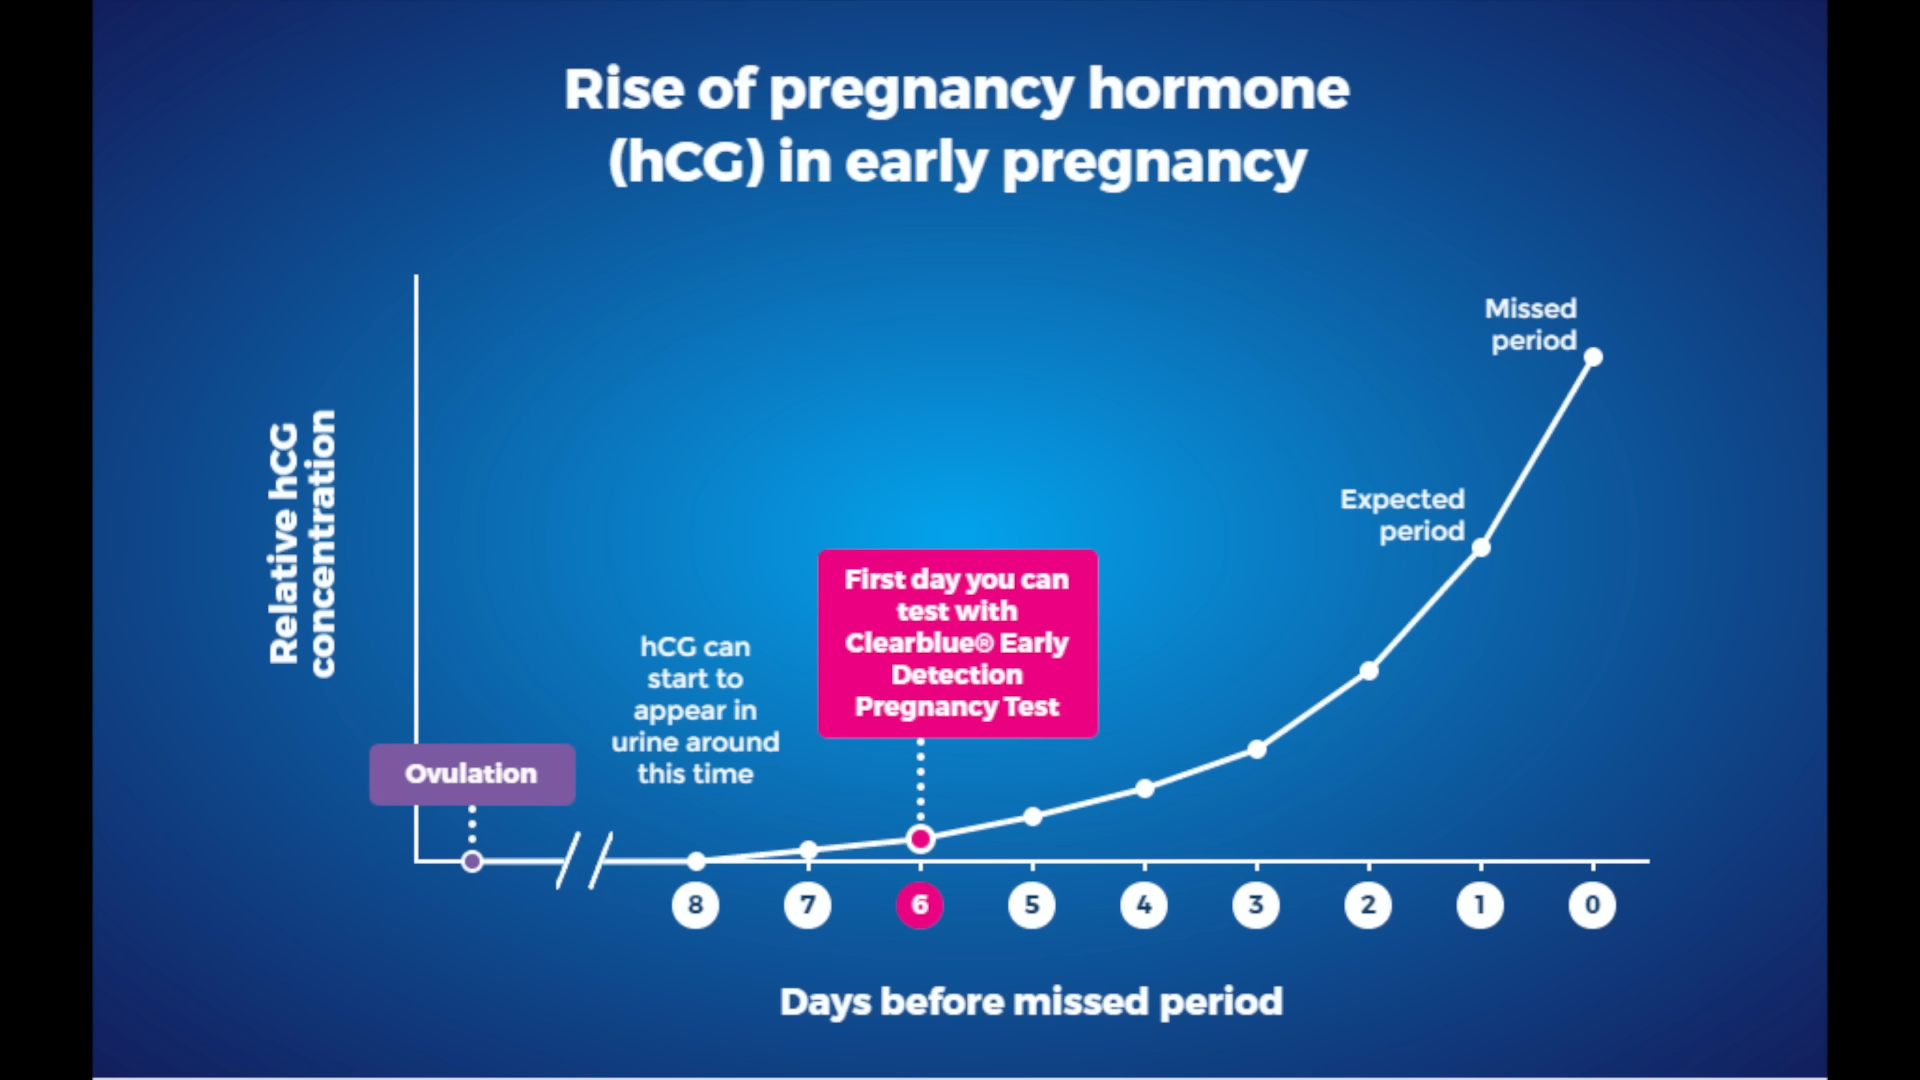 Rise of pregnancy hormone
(hCG) in early pregnancy
Missed
period
Expected
period
Relative hCG
concentration
First day you can
test with
Clearblue® Early
Detection
Pregnancy Test
hCG can
start to
appear in
urine around
this time
Ovulation
8 7 6 5 4 3 2 1 0
Days before missed period